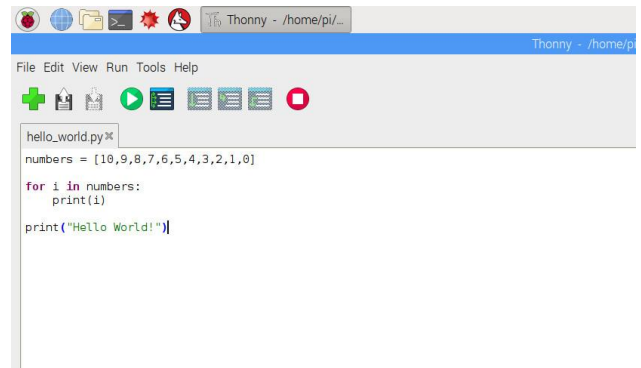 Thonny - /home/pi/...
Thonny - /home/pi
File Edit View Run Tools Help
hello_world.py
numbers = [10,9,8,7,6,5,4,3,2,1,0]
for i in numbers:
    print(i)
print("Hello World!")